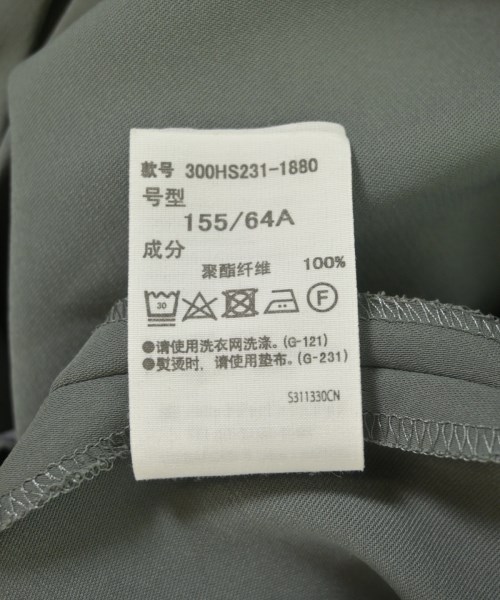 款号 300HS231-1880
号型
155/64A
成分
聚酯纤维 100%
30 F
●请使用洗衣网洗涤。(G-121)
●熨烫时，请使用垫布。(G-231)
S311330CN